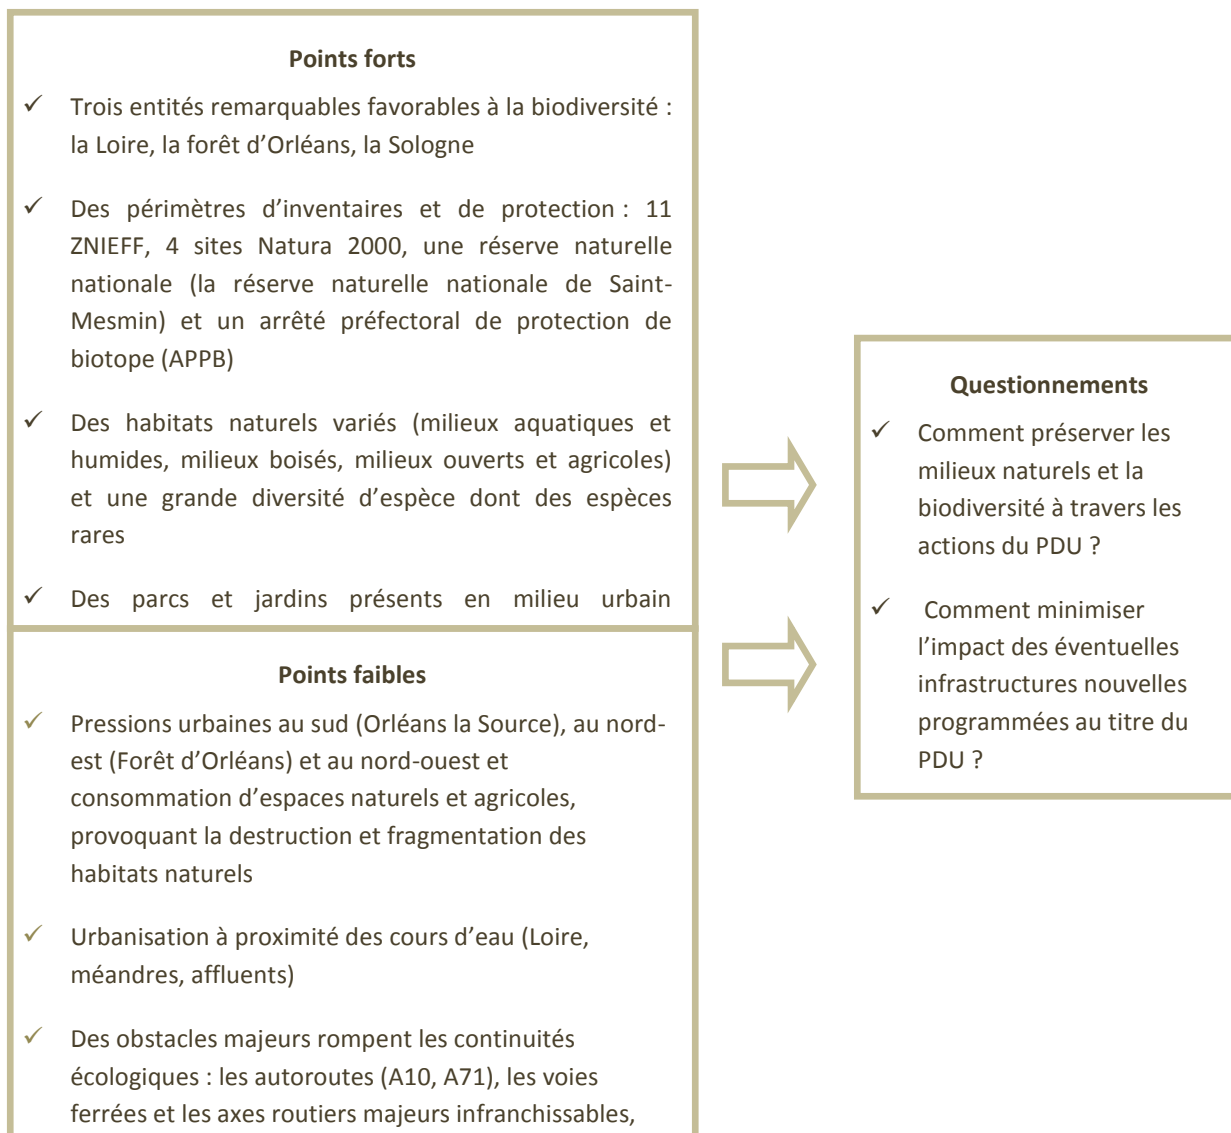 Points forts
✓ Trois entités remarquables favorables à la biodiversité :
la Loire, la forêt d’Orléans, la Sologne
✓ Des périmètres d’inventaires et de protection : 11
ZNIEFF, 4 sites Natura 2000, une réserve naturelle
nationale (la réserve naturelle nationale de Saint-
Mesmin) et un arrêté préfectoral de protection de
biotope (APPB)
✓ Des habitats naturels variés (milieux aquatiques et
humides, milieux boisés, milieux ouverts et agricoles)
et une grande diversité d’espèce dont des espèces
rares
✓ Des parcs et jardins présents en milieu urbain
Points faibles
✓ Pressions urbaines au sud (Orléans la Source), au nord-
est (Forêt d’Orléans) et au nord-ouest et
consommation d’espaces naturels et agricoles,
provoquant la destruction et fragmentation des
habitats naturels
✓ Urbanisation à proximité des cours d’eau (Loire,
méandres, affluents)
✓ Des obstacles majeurs rompent les continuités
écologiques : les autoroutes (A10, A71), les voies
ferrées et les axes routiers majeurs infranchissables,
Questionnements
✓ Comment préserver les
milieux naturels et la
biodiversité à travers les
actions du PDU ?
✓ Comment minimiser
l’impact des éventuelles
infrastructures nouvelles
programmées au titre du
PDU ?